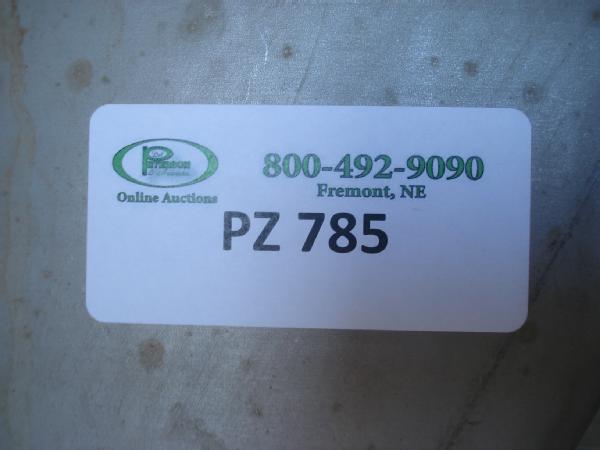 PETERSON
Online Auctions
800-492-9090
Fremont, NE
PZ 785